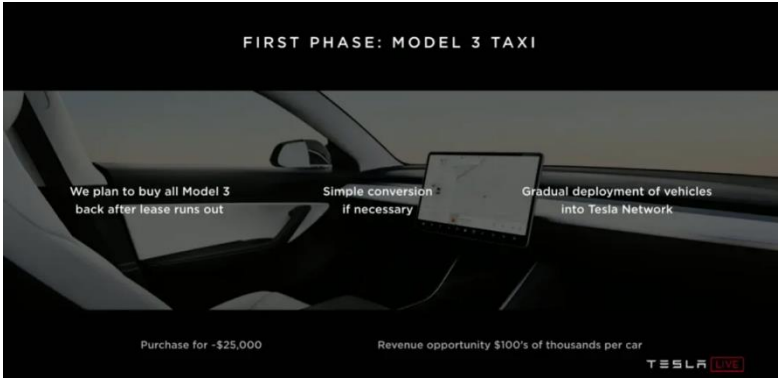 FIRST PHASE: MODEL 3 TAXI
We plan to buy all Model 3
back after lease runs out
Simple conversion
if necessary
Gradual deployment of vehicles
into Tesla Network
Purchase for ~$25,000
Revenue opportunity $100's of thousands per car
TESLA LIVE